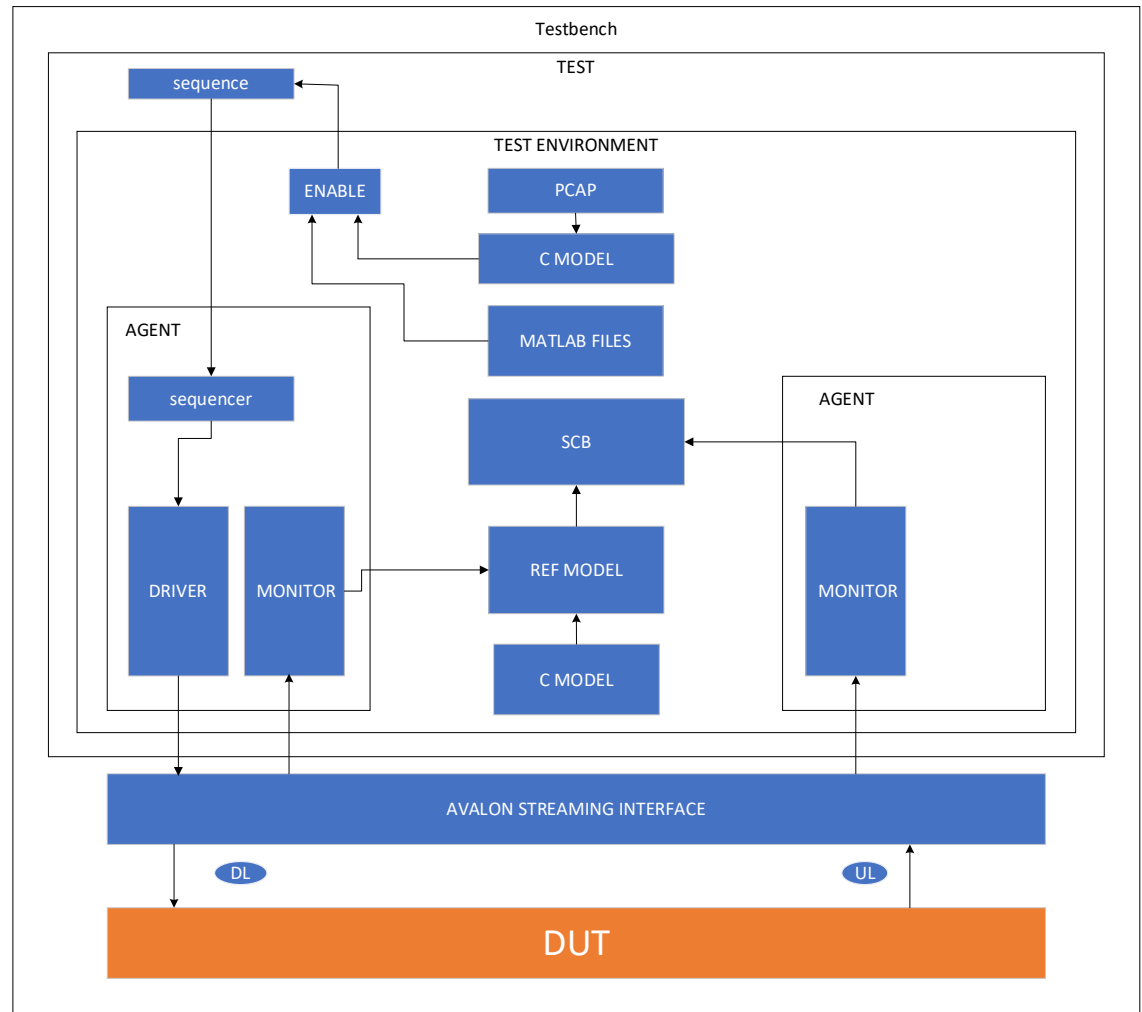 Testbench
TEST
sequence
TEST ENVIRONMENT
ENABLE
PCAP
C MODEL
MATLAB FILES
AGENT
sequencer
AGENT
SCB
DRIVER
MONITOR
REF MODEL
MONITOR
C MODEL
AVALON STREAMING INTERFACE
DL
UL
DUT